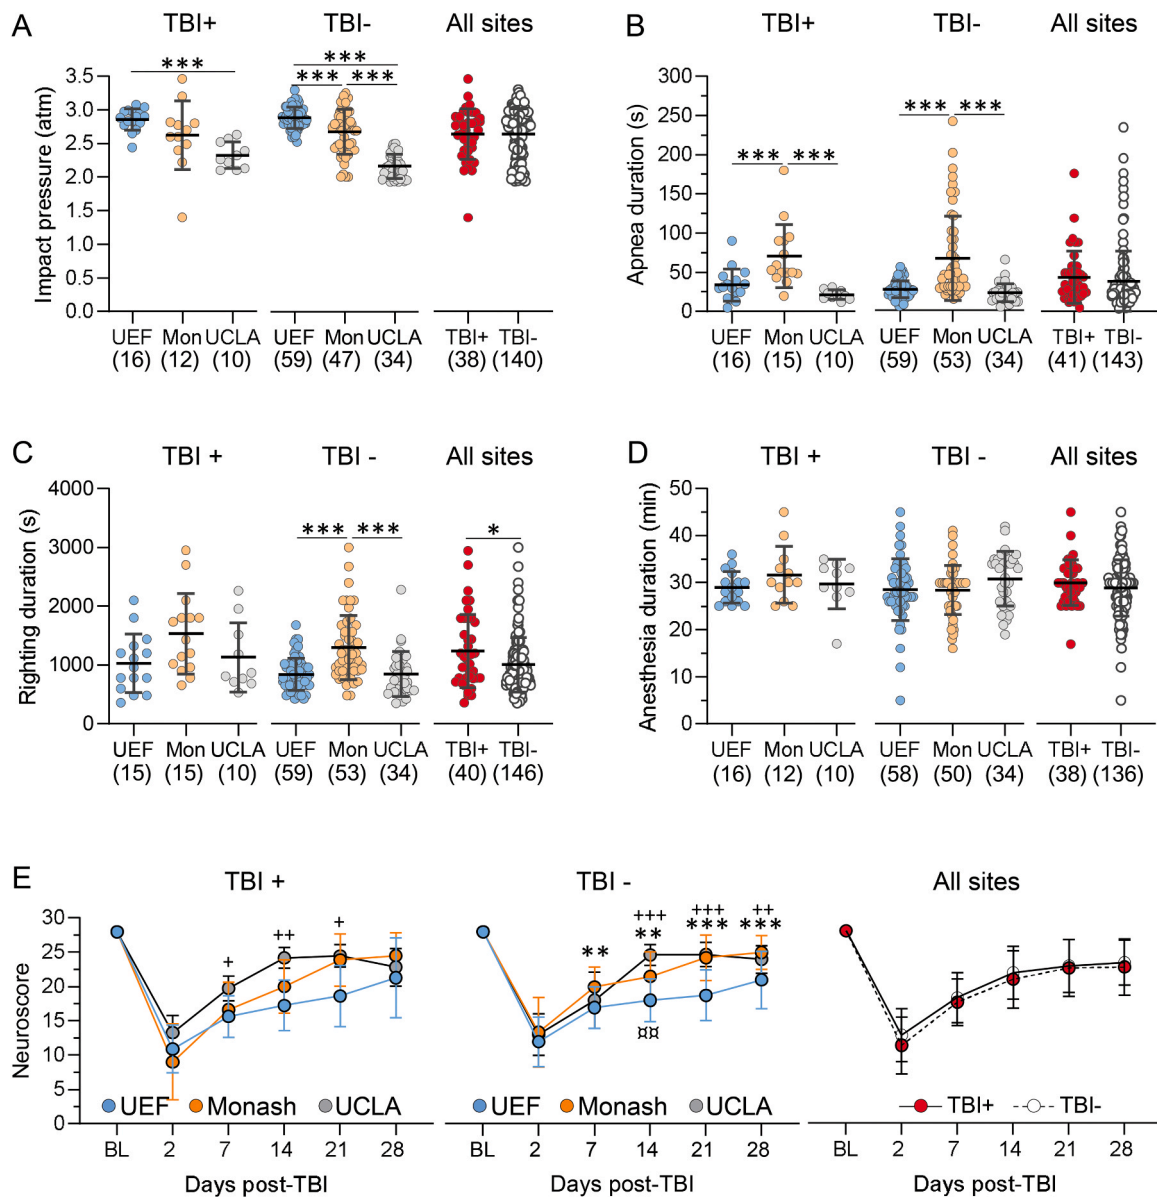 A
TBI+
TBI-
All sites
Impact pressure (atm)
***
***
*** ***
3.5
3.0
2.5
2.0
1.5
1.0
0.5
0.0
UEF Mon UCLA
(16) (12) (10)
UEF Mon UCLA
(59) (47) (34)
TBI+ TBI-
(38) (140)
B
TBI+
TBI-
All sites
Apnea duration (s)
*** ***
*** ***
300
250
200
150
100
50
0
UEF Mon UCLA
(16) (15) (10)
UEF Mon UCLA
(59) (53) (34)
TBI+ TBI-
(41) (143)
C
TBI +
TBI -
All sites
Righting duration (s)
*** ***
*
4000
3000
2000
1000
0
UEF Mon UCLA
(15) (15) (10)
UEF Mon UCLA
(59) (53) (34)
TBI+ TBI-
(40) (146)
D
TBI +
TBI -
All sites
Anesthesia duration (min)
50
40
30
20
10
0
UEF Mon UCLA
(16) (12) (10)
UEF Mon UCLA
(58) (50) (34)
TBI+ TBI-
(38) (136)
E
TBI +
TBI -
All sites
Neuroscore
30
25
20
15
10
5
0
+
++
+
UEF Monash UCLA
BL 2 7 14 21 28
Days post-TBI
+++ +++ ++
** ** *** ***
¤¤
UEF Monash UCLA
BL 2 7 14 21 28
Days post-TBI
TBI+ TBI-
BL 2 7 14 21 28
Days post-TBI